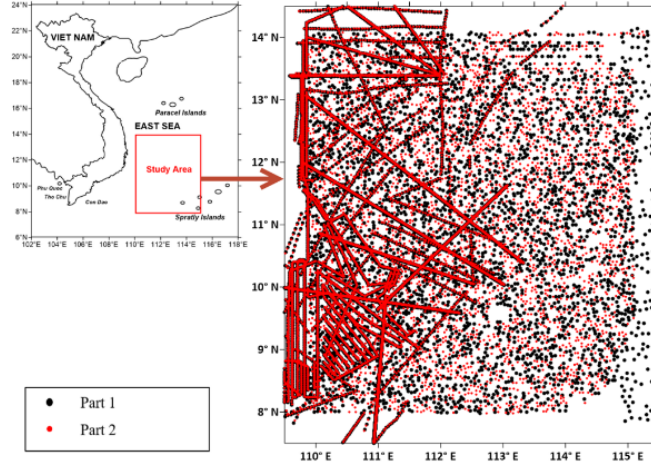 24°N
22°N
20°N
18°N
16°N
14°N
12°N
10°N
8°N
6°N
102°E 104°E 106°E 108°E 110°E 112°E 114°E 116°E 118°E
VIET NAM
Paracel Islands
EAST SEA
Study Area
Phu Quoc
Tho Chu
Con Dao
Spratly Islands
14° N
13° N
12° N
11° N
10° N
9° N
8° N
110° E 111° E 112° E 113° E 114° E 115° E
Part 1
Part 2